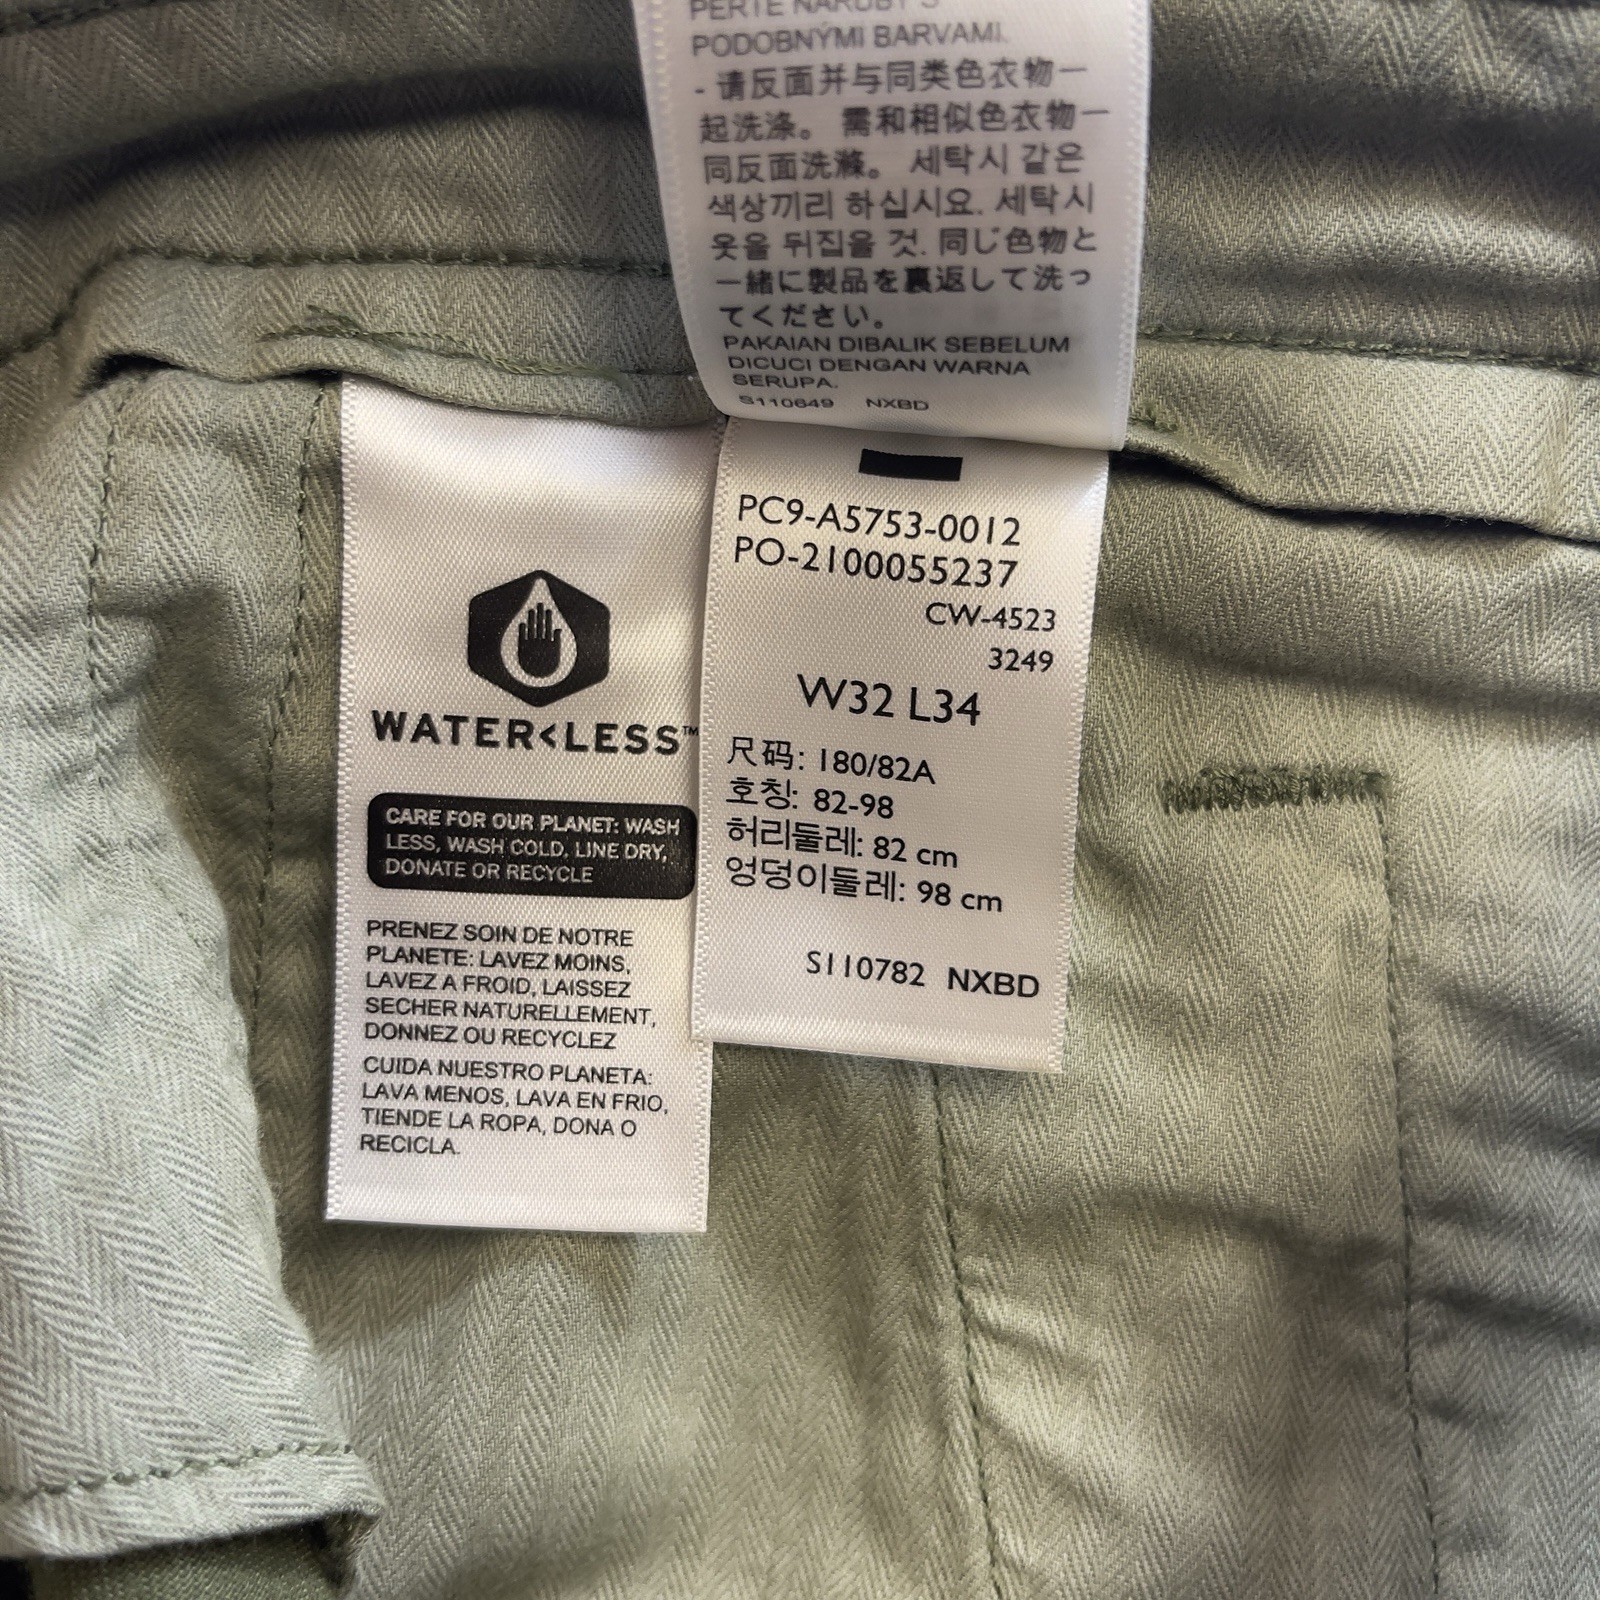 PERTE NARUBY S
PODOBNÝMI BARVAMI.
- 请反面并与同类色衣物一
起洗涤。 需和相似色衣物一
同反面洗滌。 세탁시 같은
색상끼리 하십시요. 세탁시
옷을 뒤집을 것. 同じ色物と
一緒に製品を裏返して洗っ
てください。
PAKAIAN DIBALIK SEBELUM
DICUCI DENGAN WARNA
SERUPA.
S110649 NXBD
WATER<LESS™
CARE FOR OUR PLANET: WASH
LESS, WASH COLD, LINE DRY,
DONATE OR RECYCLE
PRENEZ SOIN DE NOTRE
PLANETE: LAVEZ MOINS,
LAVEZ A FROID, LAISSEZ
SECHER NATURELLEMENT,
DONNEZ OU RECYCLEZ
CUIDA NUESTRO PLANETA:
LAVA MENOS, LAVA EN FRIO,
TIENDE LA ROPA, DONA O
RECICLA.
PC9-A5753-0012
PO-2100055237
CW-4523
3249
W32 L34
尺码: 180/82A
호칭: 82-98
허리둘레: 82 cm
엉덩이둘레: 98 cm
S110782 NXBD